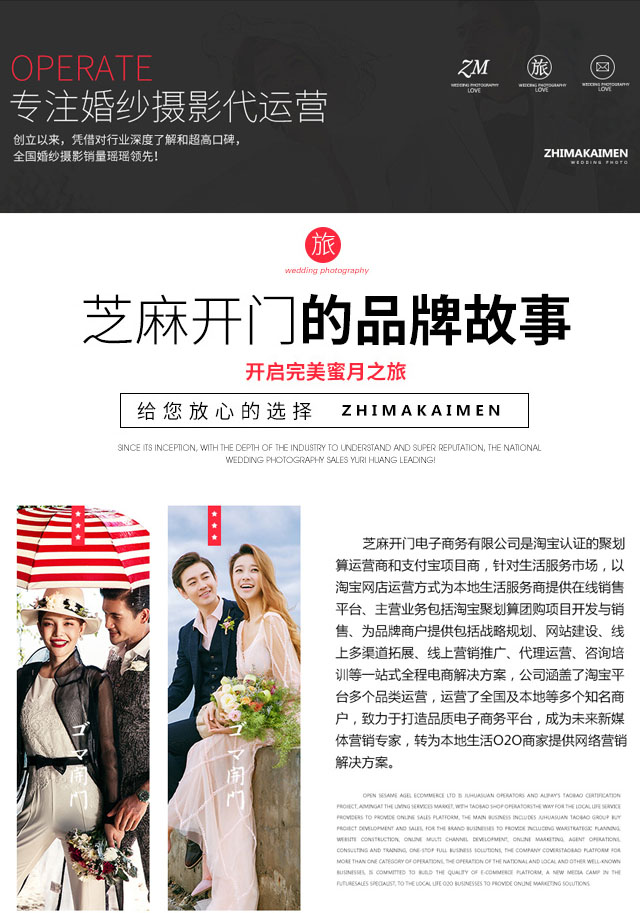 OPERATE
专注婚纱摄影代运营
创立以来，凭借对行业深度了解和超高口碑，
全国婚纱摄影销量瑶瑶领先！
ZM
WEDDING PHOTOGRAPHY
LOVE
旅
WEDDING PHOTOGRAPHY
LOVE
WEDDING PHOTOGRAPHY
LOVE
ZHIMAKAIMEN
WEDDING PHOTO
旅
wedding photography
芝麻开门的品牌故事
开启完美蜜月之旅
给您放心的选择 ZHIMAKAIMEN
SINCE ITS INCEPTION, WITH THE DEPTH OF THE INDUSTRY TO UNDERSTAND AND SUPER REPUTATION, THE NATIONAL
WEDDING PHOTOGRAPHY SALES YURI HUANG LEADING!
ゴマ開門
ゴマ開門
芝麻开门电子商务有限公司是淘宝认证的聚划
算运营商和支付宝项目商，针对生活服务市场，以
淘宝网店运营方式为本地生活服务商提供在线销售
平台、主营业务包括淘宝聚划算团购项目开发与销
售、为品牌商户提供包括战略规划、网站建设、线
上多渠道拓展、线上营销推广、代理运营、咨询培
训等一站式全程电商解决方案，公司涵盖了淘宝平
台多个品类运营，运营了全国及本地等多个知名商
户，致力于打造品质电子商务平台，成为未来新媒
体营销专家，转为本地生活O2O商家提供网络营销
解决方案。
OPEN SESAME AGEL ECOMMERCE LTD IS JUHUASUAN OPERATORS AND ALIPAY'S TAOBAO CERTIFICATION
PROJECT, AIMINGAT THE LIVING SERVICES MARKET, WITH TAOBAO SHOP OPERATORSTHE WAY FOR THE LOCAL LIFE SERVICE
PROVIDERS TO PROVIDE ONLINE SALES PLATFORM, THE MAIN BUSINESS INCLUDES JUHUASUAN TAOBAO GROUP BUY
PROJECT DEVELOPMENT AND SALES, FOR THE BRAND BUSINESSES TO PROVIDE INCLUDING WARSTRATEGIC PLANNING,
WEBSITE CONSTRUCTION, ONLINE MULTI CHANNEL DEVELOPMENT, ONLINE MARKETING, AGENT OPERATIONS,
CONSULTING AND TRAINING, ONE-STOP FULL BUSINESS SOLUTIONS, THE COMPANY COVERSTAOBAO PLATFORM FOR
MORE THAN ONE CATEGORY OF OPERATIONS, THE OPERATION OF THE NATIONAL AND LOCAL AND OTHER WELL-KNOWN
BUSINESSES, IS COMMITTED TO BUILD THE QUALITY OF E-COMMERCE PLATFORM, A NEW MEDIA CAMP IN THE
FUTURESALES SPECIALIST, TO THE LOCAL LIFE O2O BUSINESSES TO PROVIDE ONLINE MARKETING SOLUTIONS.